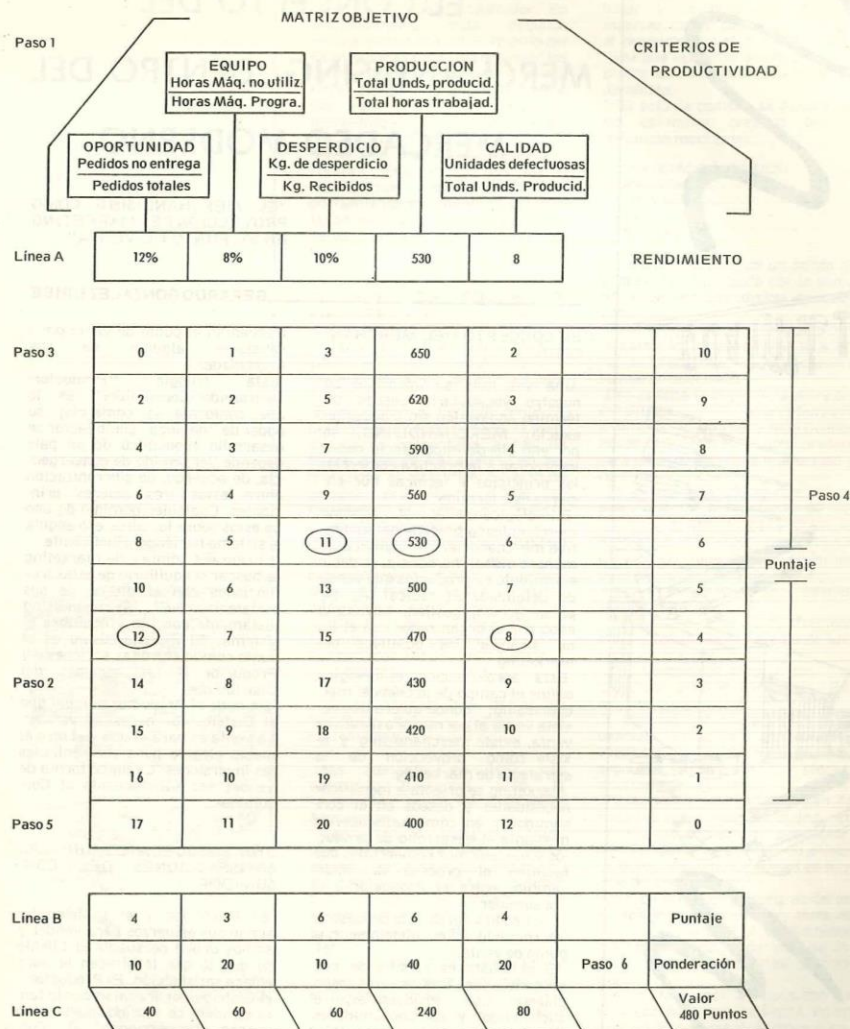 MATRIZ OBJETIVO
Paso 1
CRITERIOS DE
PRODUCTIVIDAD
EQUIPO
Horas Máq. no utiliz.
Horas Máq. Progra.
PRODUCCION
Total Unds, producid.
Total horas trabajad.
OPORTUNIDAD
Pedidos no entrega
Pedidos totales
DESPERDICIO
Kg. de desperdicio
Kg. Recibidos
CALIDAD
Unidades defectuosas
Total Unds. Producid.
Línea A 12% 8% 10% 530 8 RENDIMIENTO
Paso 3 0 1 3 650 2 10
2 2 5 620 3 9
4 3 7 590 4 8
6 4 9 560 5 7 Paso 4
8 5 11 530 6 6
Puntaje
10 6 13 500 7 5
12 7 15 470 8 4
Paso 2 14 8 17 430 9 3
15 9 18 420 10 2
16 10 19 410 11 1
Paso 5 17 11 20 400 12 0
Línea B 4 3 6 6 4 Puntaje
10 20 10 40 20 Paso 6 Ponderación
Línea C 40 60 60 240 80 Valor
480 Puntos